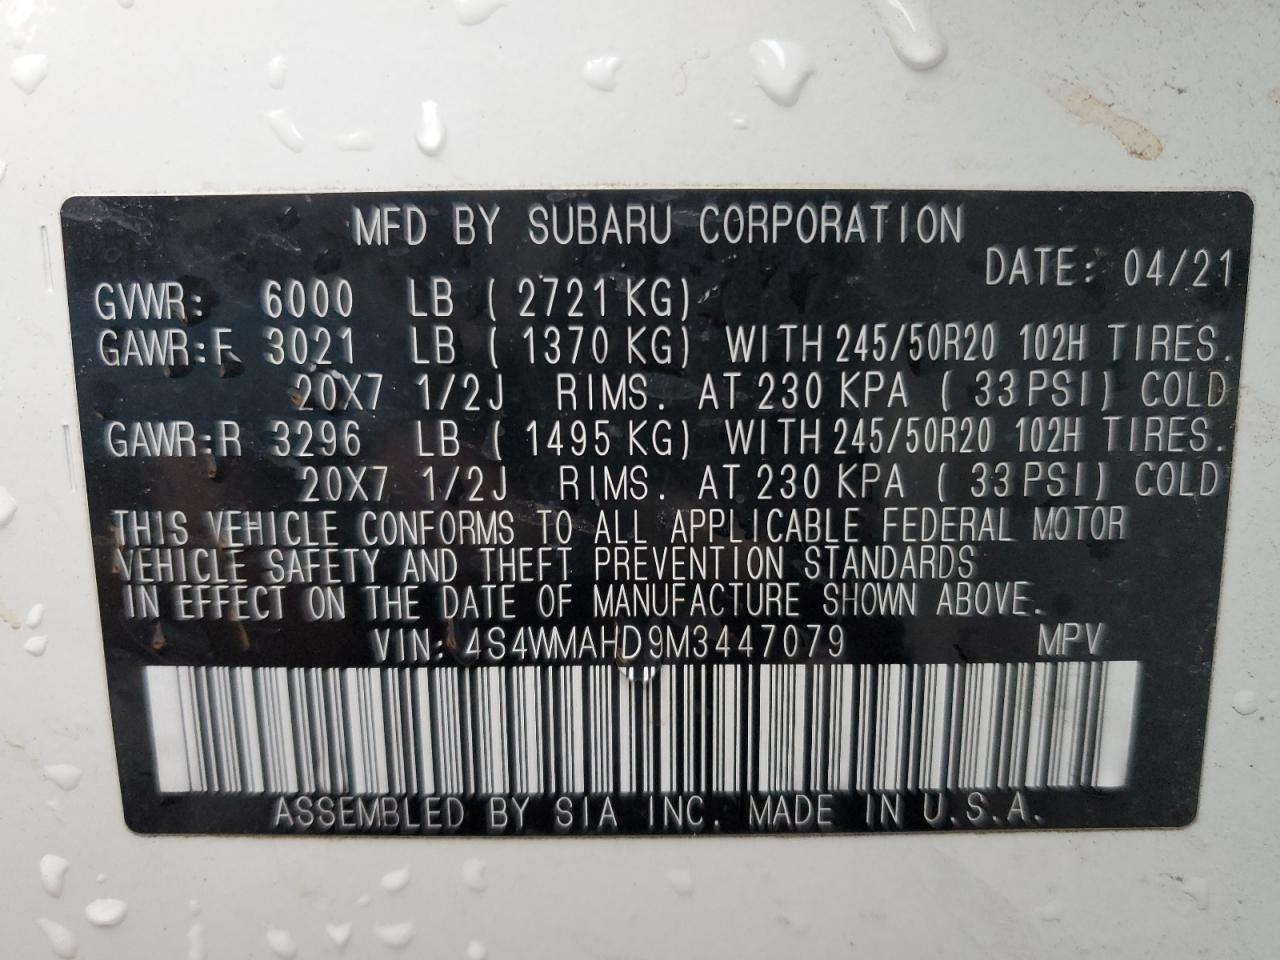 MFD BY SUBARU CORPORATION
DATE: 04/21
GVWR: 6000 LB ( 2721 KG)
GAWR:F 3021 LB ( 1370 KG) WITH 245/50R20 102H TIRES.
20X7 1/2J RIMS. AT 230 KPA ( 33 PSI) COLD
GAWR:R 3296 LB ( 1495 KG) WITH 245/50R20 102H TIRES.
20X7 1/2J RIMS. AT 230 KPA ( 33 PSI) COLD
THIS VEHICLE CONFORMS TO ALL APPLICABLE FEDERAL MOTOR
VEHICLE SAFETY AND THEFT PREVENTION STANDARDS
IN EFFECT ON THE DATE OF MANUFACTURE SHOWN ABOVE.
VIN: 4S4WMAHD9M3447079 MPV
ASSEMBLED BY SIA INC. MADE IN U.S.A.